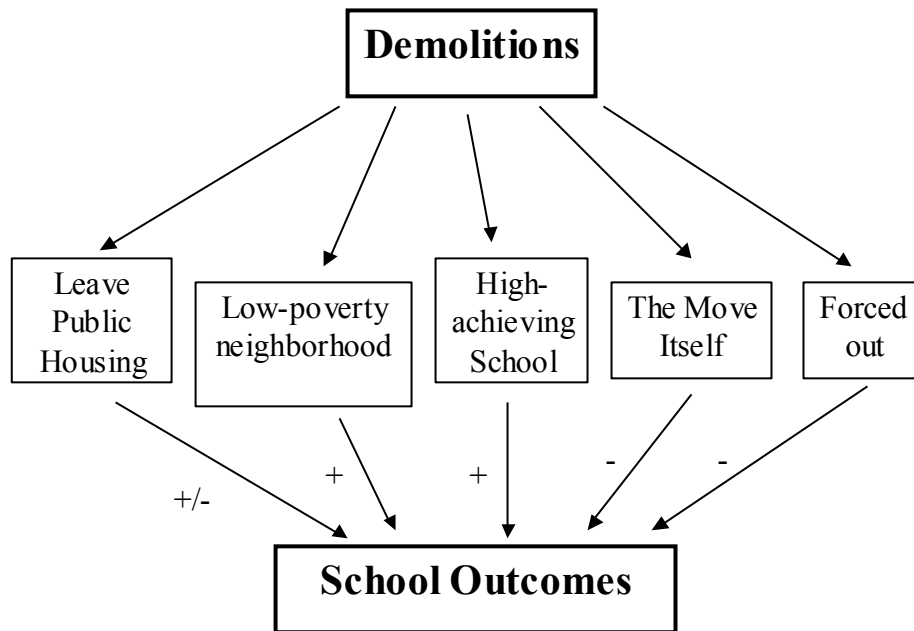 Demolitions
Leave
Public
Housing
Low-poverty
neighborhood
High-
achieving
School
The Move
Itself
Forced
out
+/-
+
+
-
-
School Outcomes